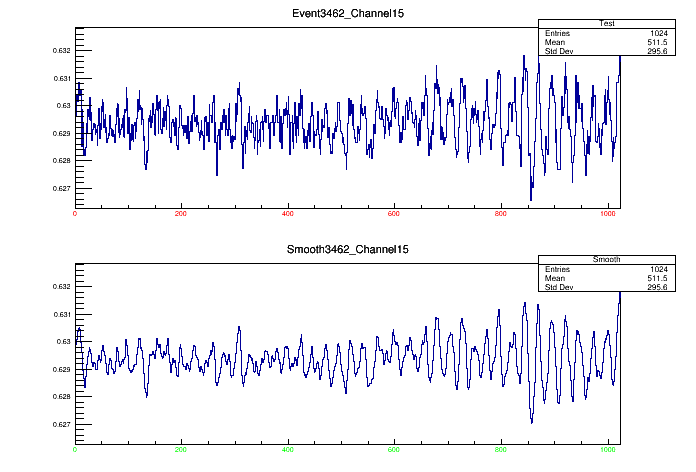 Event3462_Channel15
Test
Entries 1024
Mean 511.5
Std Dev 295.6
0.632
0.631
0.63
0.629
0.628
0.627
0 200 400 600 800 1000
Smooth3462_Channel15
Smooth
Entries 1024
Mean 511.5
Std Dev 295.6
0.632
0.631
0.63
0.629
0.628
0.627
0 200 400 600 800 1000